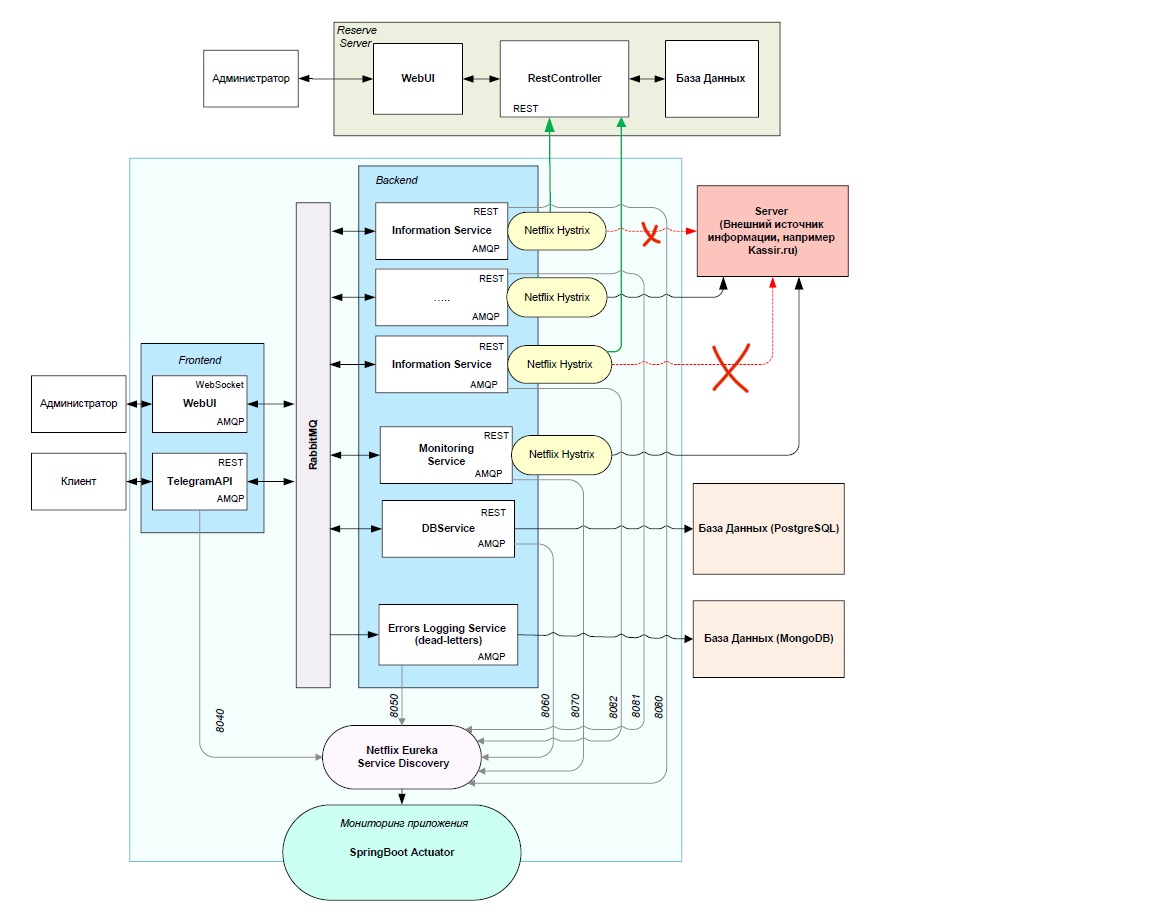 Reserve
Server
Администратор
WebUI
RestController
REST
База Данных
Backend
REST
Information Service
AMQP
Netflix Hystrix
Server
(Внешний источник
информации, например
Kassir.ru)
REST
.....
AMQP
Netflix Hystrix
REST
Information Service
AMQP
Netflix Hystrix
Frontend
WebSocket
WebUI
AMQP
Администратор
RabbitMQ
REST
Monitoring
Service
AMQP
Netflix Hystrix
REST
TelegramAPI
AMQP
Клиент
REST
DBService
AMQP
База Данных (PostgreSQL)
Errors Logging Service
(dead-letters)
AMQP
База Данных (MongoDB)
8040
8050
8060
8070
8082
8081
8080
Netflix Eureka
Service Discovery
Мониторинг приложения
SpringBoot Actuator